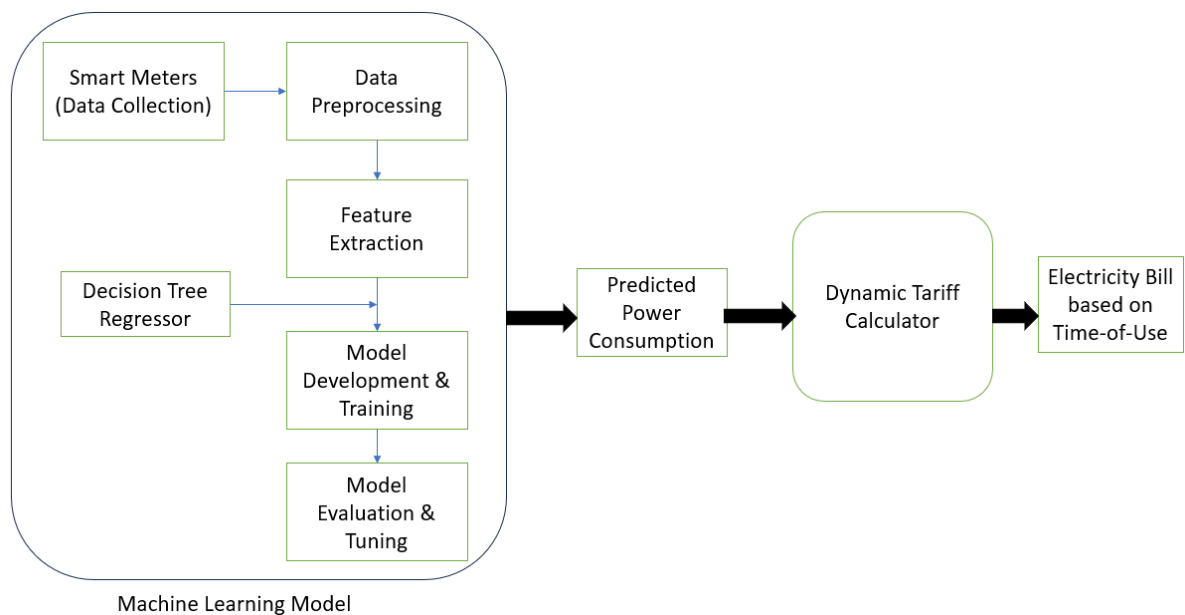 Smart Meters
(Data Collection)
Data
Preprocessing
Feature
Extraction
Decision Tree
Regressor
Model
Development &
Training
Model
Evaluation &
Tuning
Machine Learning Model
Predicted
Power
Consumption
Dynamic Tariff
Calculator
Electricity Bill
based on
Time-of-Use